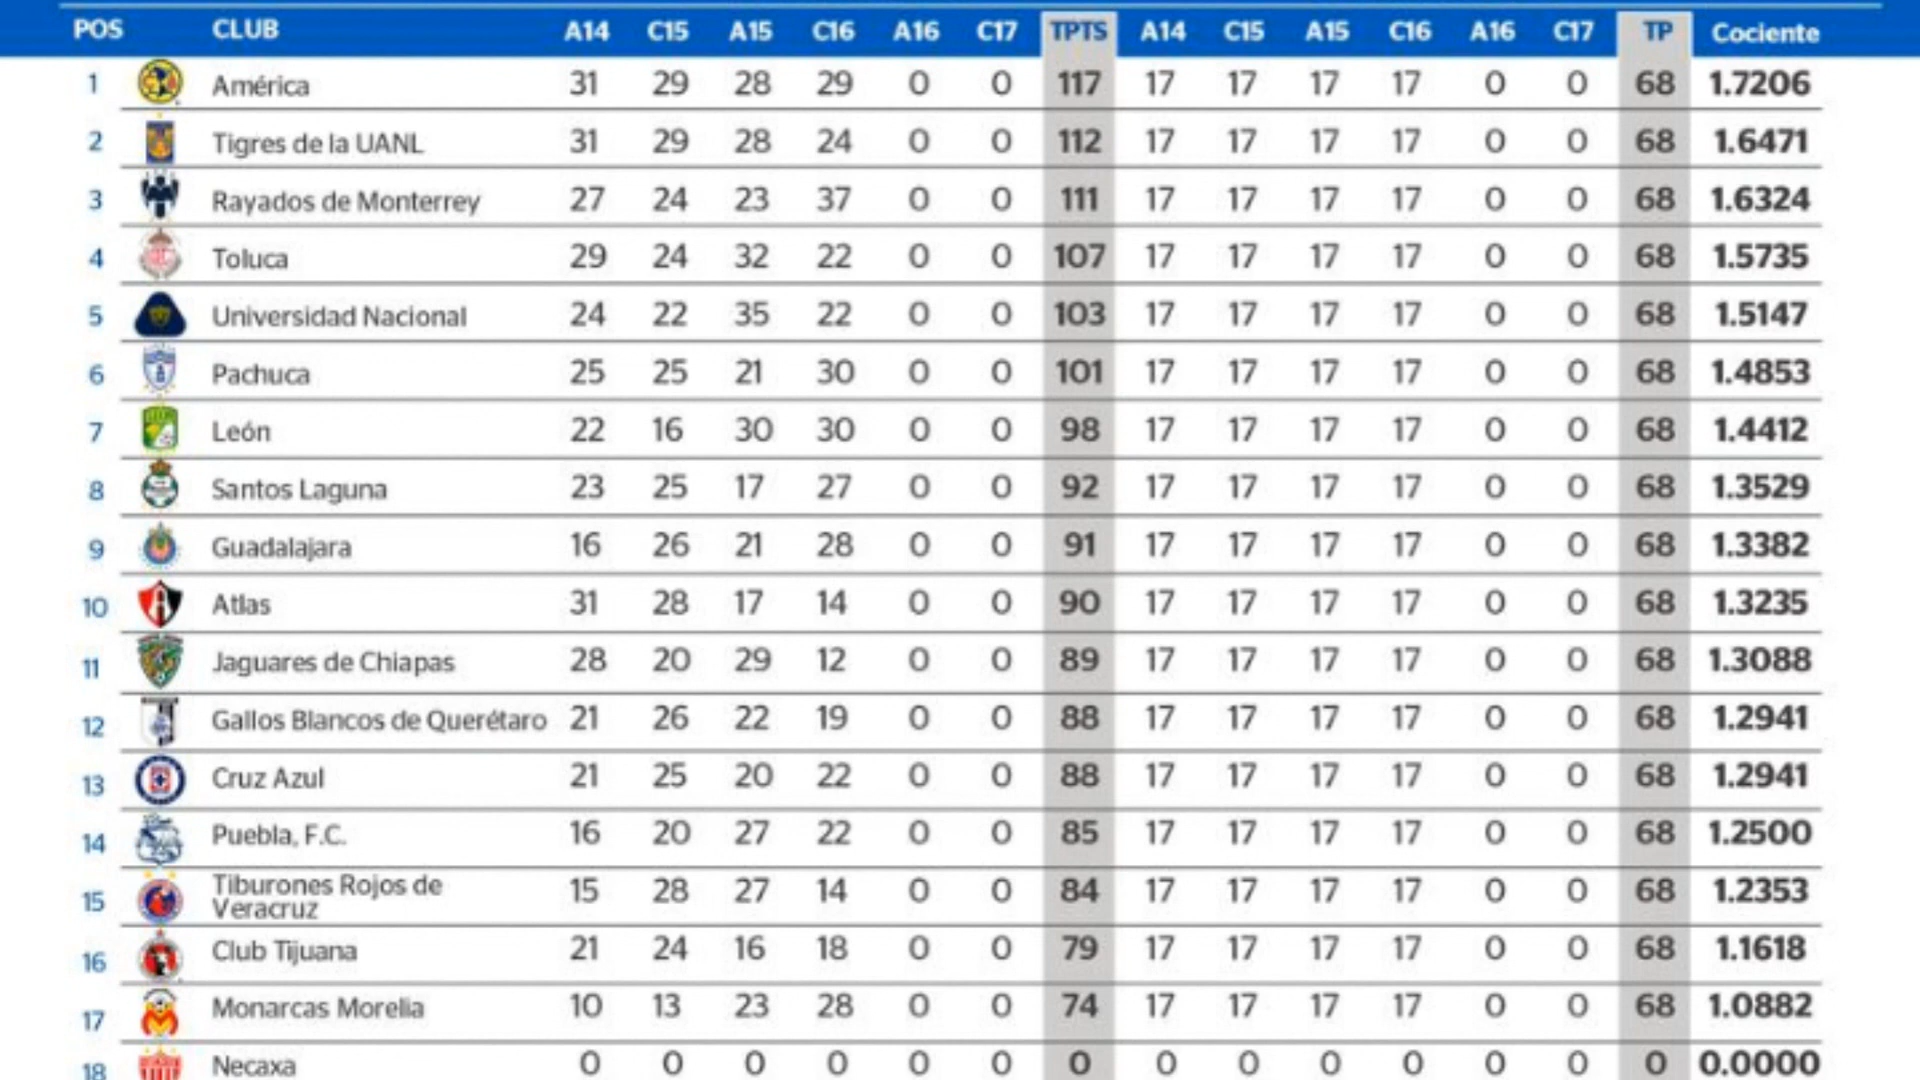 POS CLUB A14 C15 A15 C16 A16 C17 TPTS A14 C15 A15 C16 A16 C17 TP Cociente
1 América 31 29 28 29 0 0 117 17 17 17 17 0 0 68 1.7206
2 Tigres de la UANL 31 29 28 24 0 0 112 17 17 17 17 0 0 68 1.6471
3 Rayados de Monterrey 27 24 23 37 0 0 111 17 17 17 17 0 0 68 1.6324
4 Toluca 29 24 32 22 0 0 107 17 17 17 17 0 0 68 1.5735
5 Universidad Nacional 24 22 35 22 0 0 103 17 17 17 17 0 0 68 1.5147
6 Pachuca 25 25 21 30 0 0 101 17 17 17 17 0 0 68 1.4853
7 León 22 16 30 30 0 0 98 17 17 17 17 0 0 68 1.4412
8 Santos Laguna 23 25 17 27 0 0 92 17 17 17 17 0 0 68 1.3529
9 Guadalajara 16 26 21 28 0 0 91 17 17 17 17 0 0 68 1.3382
10 Atlas 31 28 17 14 0 0 90 17 17 17 17 0 0 68 1.3235
11 Jaguares de Chiapas 28 20 29 12 0 0 89 17 17 17 17 0 0 68 1.3088
12 Gallos Blancos de Querétaro 21 26 22 19 0 0 88 17 17 17 17 0 0 68 1.2941
13 Cruz Azul 21 25 20 22 0 0 88 17 17 17 17 0 0 68 1.2941
14 Puebla, F.C. 16 20 27 22 0 0 85 17 17 17 17 0 0 68 1.2500
15 Tiburones Rojos de
Veracruz 15 28 27 14 0 0 84 17 17 17 17 0 0 68 1.2353
16 Club Tijuana 21 24 16 18 0 0 79 17 17 17 17 0 0 68 1.1618
17 Monarcas Morelia 10 13 23 28 0 0 74 17 17 17 17 0 0 68 1.0882
18 Necaxa 0 0 0 0 0 0 0 0 0 0 0 0 0 0 0.0000